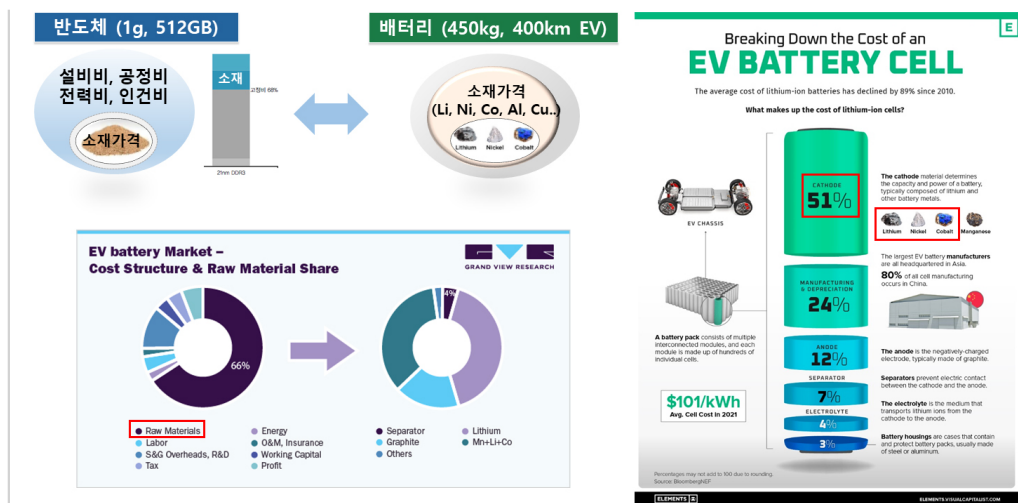 반도체 (1g, 512GB)
설비비, 공정비
전력비, 인건비
소재가격
소재
고정비 68%
2hnm DDR3
배터리 (450kg, 400km EV)
소재가격
(Li, Ni, Co, Al, Cu..)
Lithium
Nickel
Cobalt
EV battery Market –
Cost Structure & Raw Material Share
GRAND VIEW RESEARCH
66%
4%
Raw Materials
Energy
Labor
O&M, Insurance
S&G Overheads, R&D
Working Capital
Tax
Profit
Separator
Lithium
Graphite
Mn+Li+Co
Others
E
Breaking Down the Cost of an
EV BATTERY CELL
The average cost of lithium-ion batteries has declined by 89% since 2010.
What makes up the cost of lithium-ion cells?
EV CHASSIS
A battery pack consists of multiple
interconnected modules, and each
module is made up of hundreds of
individual cells.
$101/kWh
Avg. Cell Cost in 2021
CATHODE
51%
The cathode material determines
the capacity and power of a battery,
typically composed of lithium and
other battery metals.
Lithium
Nickel
Cobalt
Manganese
The largest EV battery manufacturers
are all headquartered in Asia.
80% of all cell manufacturing
occurs in China.
MANUFACTURING
& DEPRECIATION
24%
ANODE
12%
The anode is the negatively-charged
electrode, typically made of graphite.
SEPARATOR
7%
Separators prevent electric contact
between the cathode and the anode.
ELECTROLYTE
4%
The electrolyte is the medium that
transports lithium ions from the
cathode to the anode.
3%
Battery housings are cases that contain
and protect battery packs, usually made
of steel or aluminum.
Percentages may not add to 100 due to rounding.
Source: BloombergNEF
ELEMENTS
ELEMENTS.VISUALCAPITALIST.COM